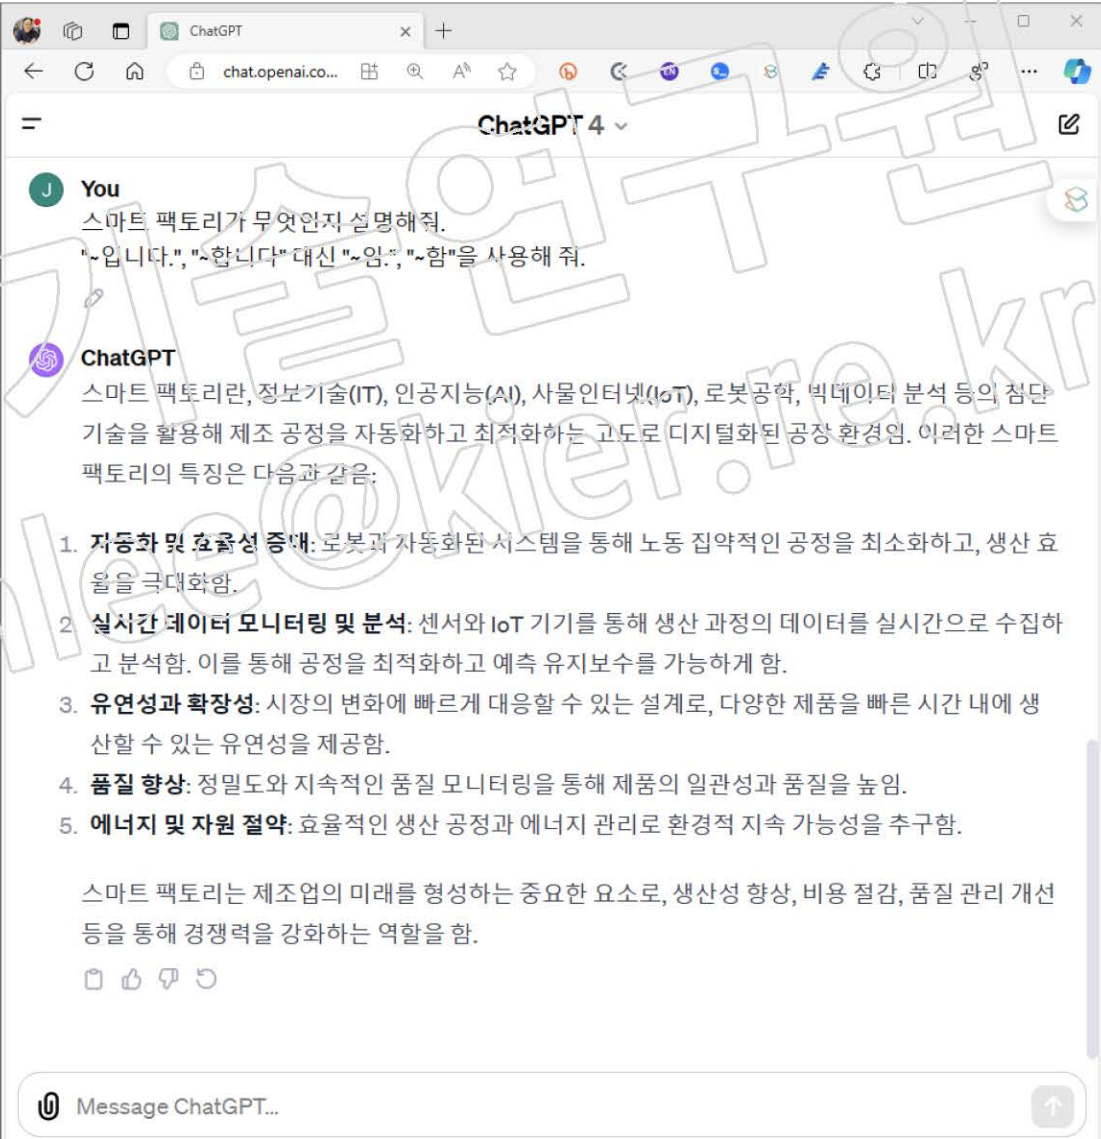 ChatGPT
chat.openai.co...
ChatGPT 4
J
You
스마트 팩토리가 무엇인지 설명해줘.
"~입니다.", "~합니다" 대신 "~임.", "~함"을 사용해 줘.
ChatGPT
스마트 팩토리란, 정보기술(IT), 인공지능(AI), 사물인터넷(IoT), 로봇공학, 빅데이터 분석 등의 첨단
기술을 활용해 제조 공정을 자동화하고 최적화하는 고도로 디지털화된 공장 환경임. 이러한 스마트
팩토리의 특징은 다음과 같음:
1. 자동화 및 효율성 증대: 로봇과 자동화된 시스템을 통해 노동 집약적인 공정을 최소화하고, 생산 효
율을 극대화함.
2. 실시간 데이터 모니터링 및 분석: 센서와 IoT 기기를 통해 생산 과정의 데이터를 실시간으로 수집하
고 분석함. 이를 통해 공정을 최적화하고 예측 유지보수를 가능하게 함.
3. 유연성과 확장성: 시장의 변화에 빠르게 대응할 수 있는 설계로, 다양한 제품을 빠른 시간 내에 생
산할 수 있는 유연성을 제공함.
4. 품질 향상: 정밀도와 지속적인 품질 모니터링을 통해 제품의 일관성과 품질을 높임.
5. 에너지 및 자원 절약: 효율적인 생산 공정과 에너지 관리로 환경적 지속 가능성을 추구함.
스마트 팩토리는 제조업의 미래를 형성하는 중요한 요소로, 생산성 향상, 비용 절감, 품질 관리 개선
등을 통해 경쟁력을 강화하는 역할을 함.
Message ChatGPT...
기술연구원
lee@kier.re.kr